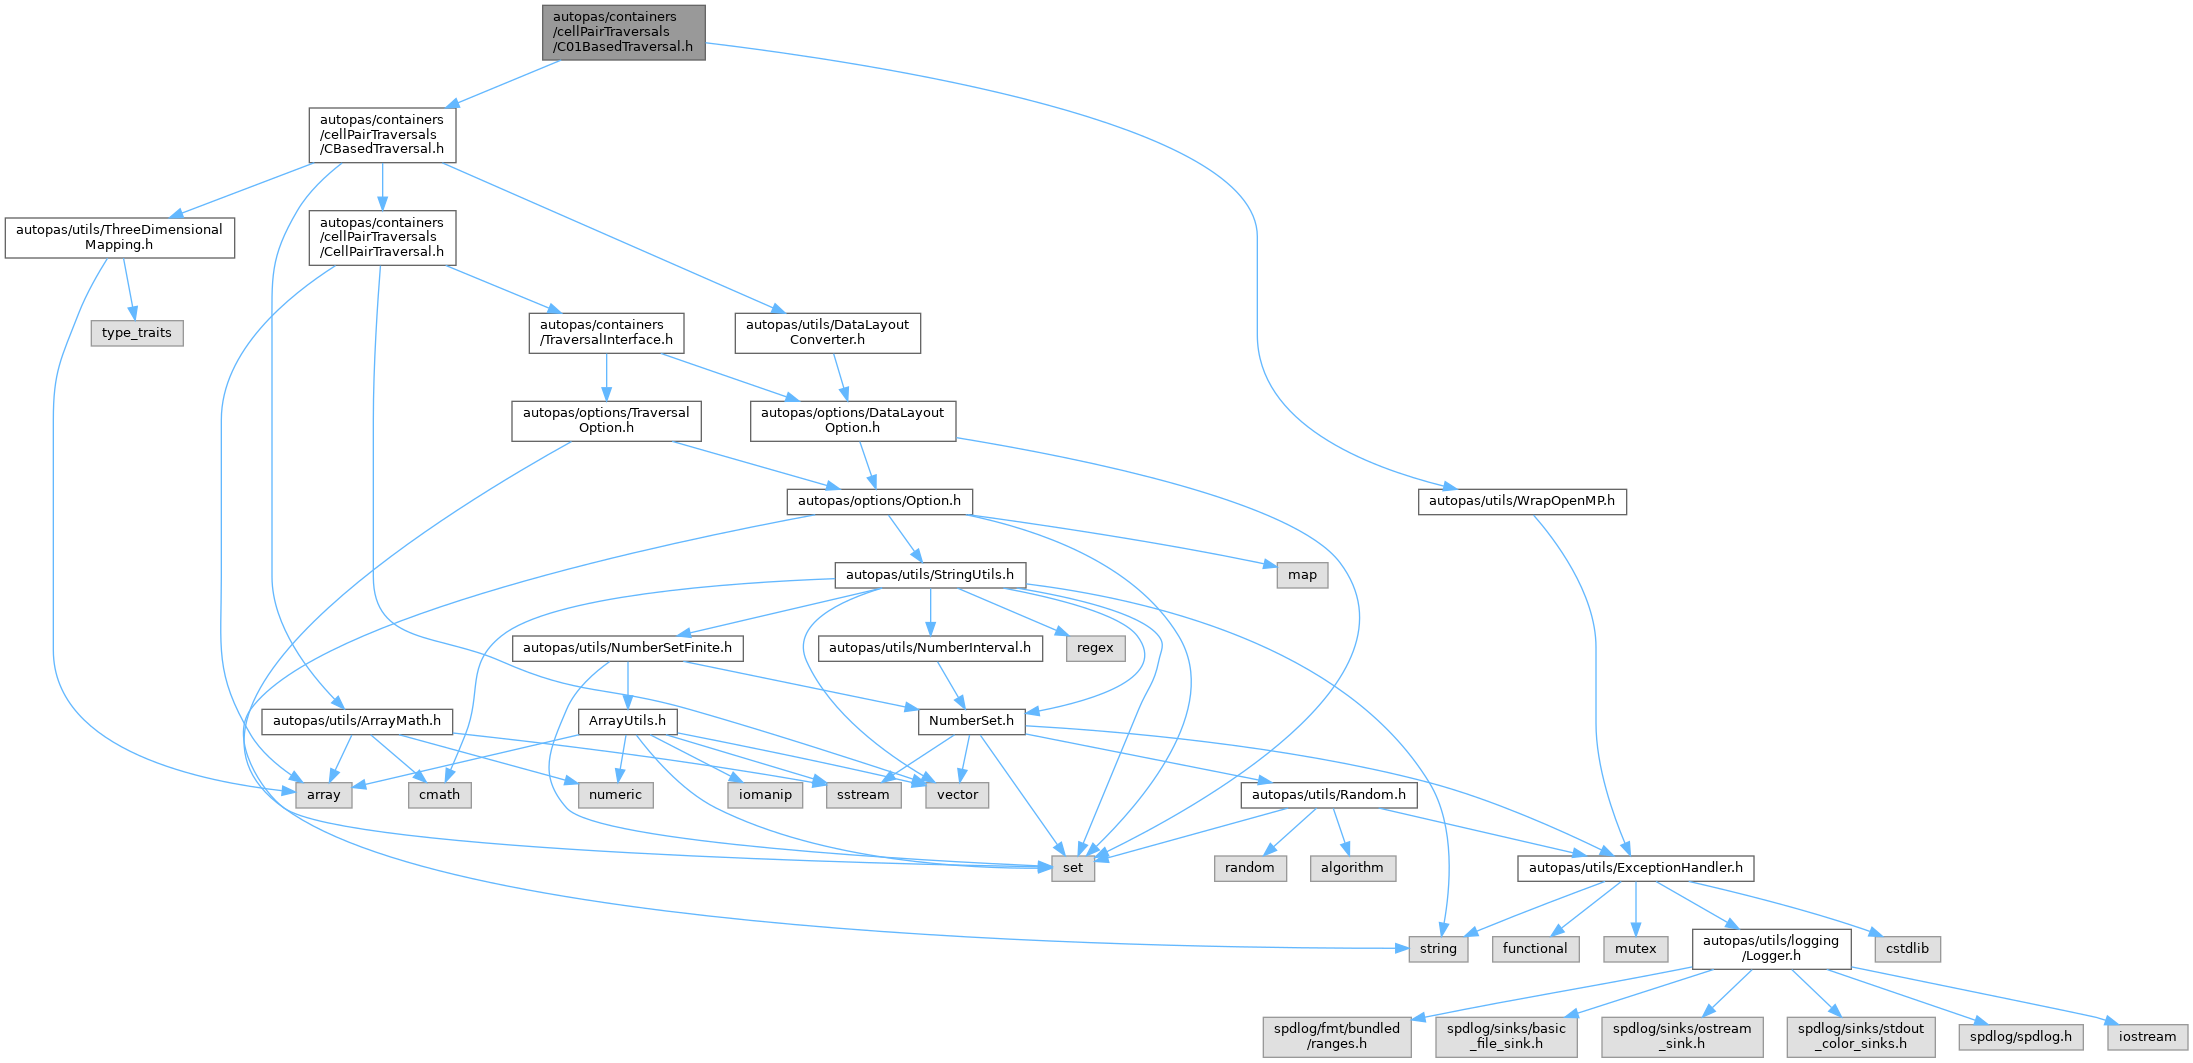 autopas/containers
/cellPairTraversals
/C01BasedTraversal.h
autopas/containers
/cellPairTraversals
/CBasedTraversal.h
autopas/utils/ThreeDimensional
Mapping.h
autopas/containers
/cellPairTraversals
/CellPairTraversal.h
type_traits
autopas/containers
/TraversalInterface.h
autopas/utils/DataLayout
Converter.h
autopas/options/Traversal
Option.h
autopas/options/DataLayout
Option.h
autopas/options/Option.h
autopas/utils/WrapOpenMP.h
autopas/utils/StringUtils.h
map
autopas/utils/NumberSetFinite.h
autopas/utils/NumberInterval.h
regex
autopas/utils/ArrayMath.h
ArrayUtils.h
NumberSet.h
array
cmath
numeric
iomanip
sstream
vector
autopas/utils/Random.h
set
random
algorithm
autopas/utils/ExceptionHandler.h
string
functional
mutex
autopas/utils/logging
/Logger.h
cstdlib
spdlog/fmt/bundled
/ranges.h
spdlog/sinks/basic
_file_sink.h
spdlog/sinks/ostream
_sink.h
spdlog/sinks/stdout
_color_sinks.h
spdlog/spdlog.h
iostream